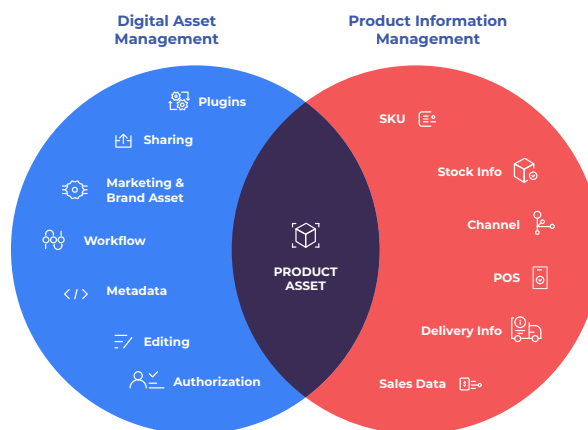 Digital Asset
Management
Product Information
Management
Plugins
Sharing
Marketing &
Brand Asset
Workflow
Metadata
Editing
Authorization
PRODUCT
ASSET
SKU
Stock Info
Channel
POS
Delivery Info
Sales Data